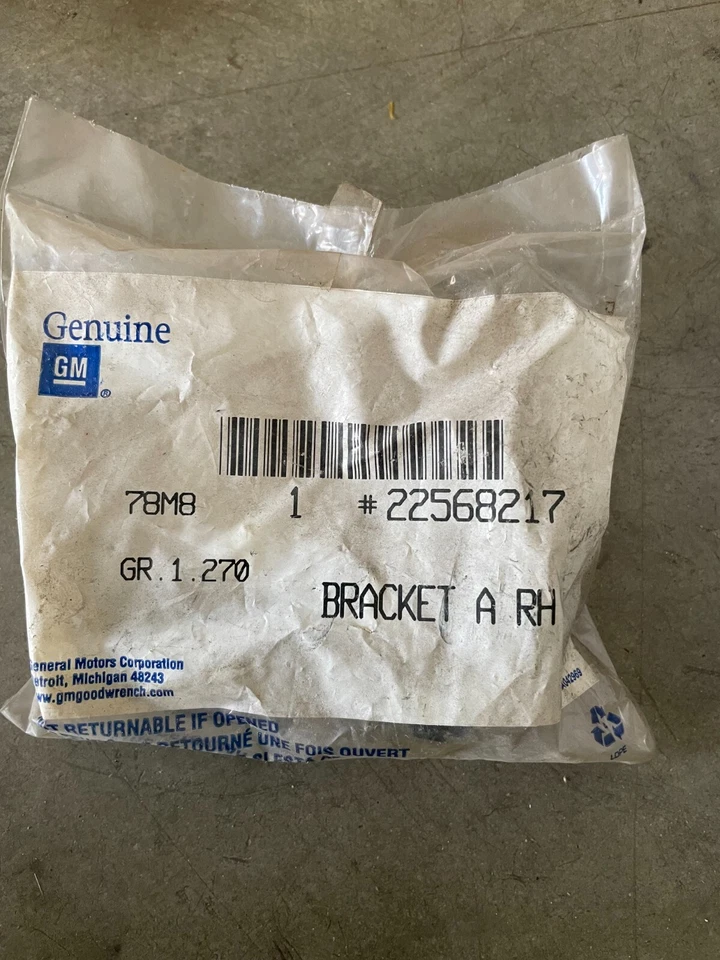 Genuine
GM
®
78M8 1 #22568217
GR.1.270
BRACKET A RH
eneral Motors Corporation
etroit, Michigan 48243
w.gmgoodwrench.com
RETURNABLE IF OPENED
RETOURNÉ UNE FOIS OUVERT
LDPE